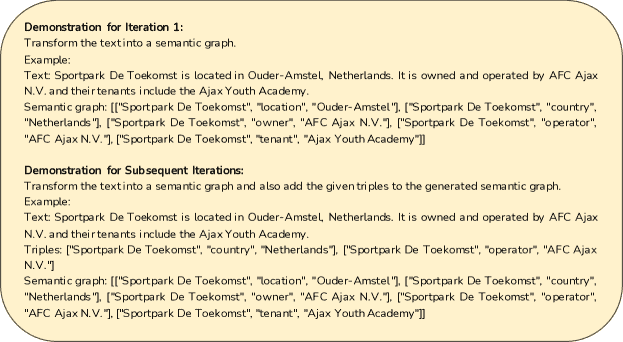 Demonstration for Iteration 1:
Transform the text into a semantic graph.
Example:
Text: Sportpark De Toekomst is located in Ouder-Amstel, Netherlands. It is owned and operated by AFC Ajax
N.V. and their tenants include the Ajax Youth Academy.
Semantic graph: [["Sportpark De Toekomst", "location", "Ouder-Amstel"], ["Sportpark De Toekomst", "country",
"Netherlands"], ["Sportpark De Toekomst", "owner", "AFC Ajax N.V."], ["Sportpark De Toekomst", "operator",
"AFC Ajax N.V."], ["Sportpark De Toekomst", "tenant", "Ajax Youth Academy"]]
Demonstration for Subsequent Iterations:
Transform the text into a semantic graph and also add the given triples to the generated semantic graph.
Example:
Text: Sportpark De Toekomst is located in Ouder-Amstel, Netherlands. It is owned and operated by AFC Ajax
N.V. and their tenants include the Ajax Youth Academy.
Triples: ["Sportpark De Toekomst", "country", "Netherlands"], ["Sportpark De Toekomst", "operator", "AFC Ajax
N.V."]
Semantic graph: [["Sportpark De Toekomst", "location", "Ouder-Amstel"], ["Sportpark De Toekomst", "country",
"Netherlands"], ["Sportpark De Toekomst", "owner", "AFC Ajax N.V."], ["Sportpark De Toekomst", "operator",
"AFC Ajax N.V."], ["Sportpark De Toekomst", "tenant", "Ajax Youth Academy"]]